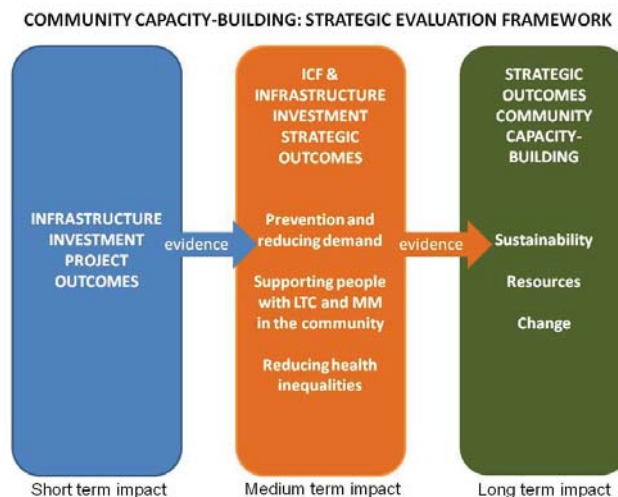 COMMUNITY CAPACITY-BUILDING: STRATEGIC EVALUATION FRAMEWORK
INFRASTRUCTURE
INVESTMENT
PROJECT
OUTCOMES
evidence
ICF &
INFRASTRUCTURE
INVESTMENT
STRATEGIC
OUTCOMES
Prevention and
reducing demand
Supporting people
with LTC and MM
in the community
Reducing health
inequalities
evidence
STRATEGIC
OUTCOMES
COMMUNITY
CAPACITY-
BUILDING
Sustainability
Resources
Change
Short term impact
Medium term impact
Long term impact